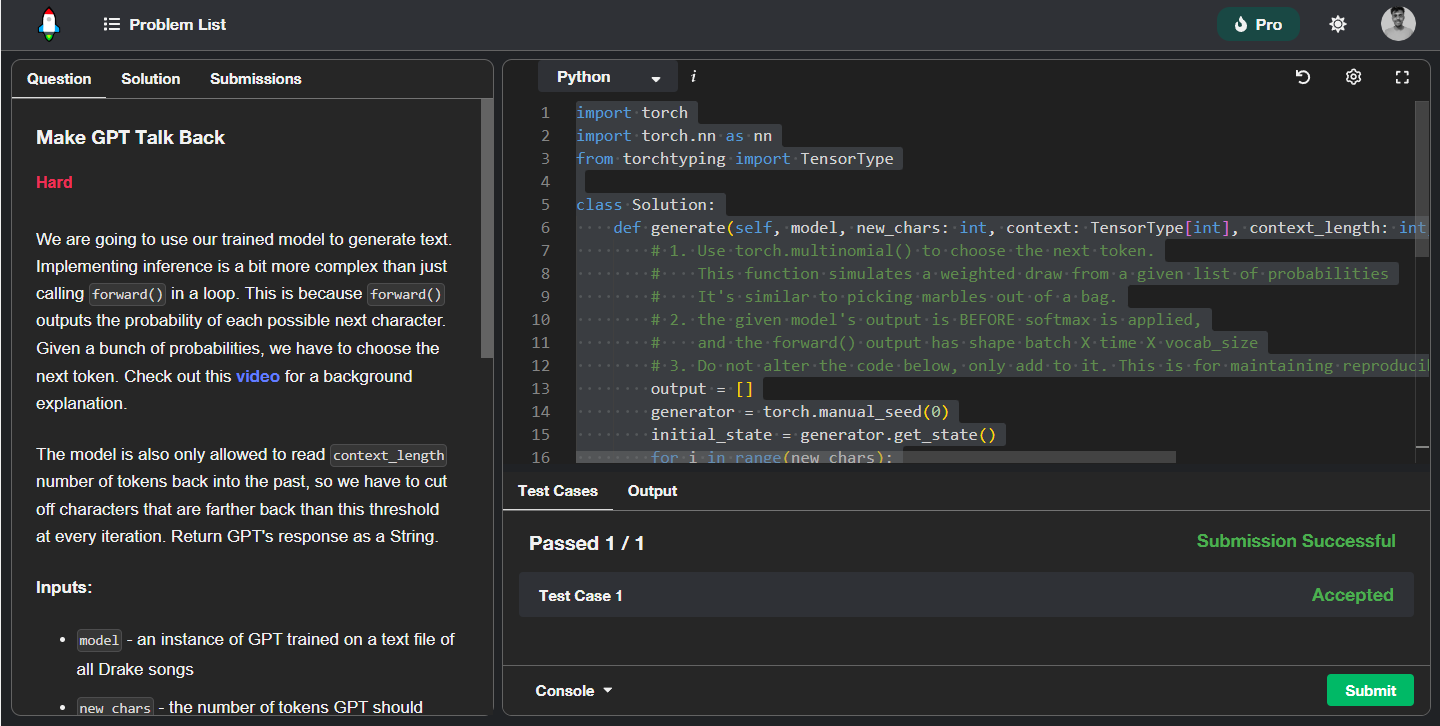 Problem List
Pro
Question Solution Submissions
Make GPT Talk Back
Hard
We are going to use our trained model to generate text.
Implementing inference is a bit more complex than just
calling forward() in a loop. This is because forward()
outputs the probability of each possible next character.
Given a bunch of probabilities, we have to choose the
next token. Check out this video for a background
explanation.
The model is also only allowed to read context_length
number of tokens back into the past, so we have to cut
off characters that are farther back than this threshold
at every iteration. Return GPT's response as a String.
Inputs:
• model - an instance of GPT trained on a text file of
all Drake songs
• new_chars - the number of tokens GPT should
Python i
1 import torch
2 import torch.nn as nn
3 from torchtyping import TensorType
4
5 class Solution:
6 def generate(self, model, new_chars: int, context: TensorType[int], context_length: int
7 # 1. Use torch.multinomial() to choose the next token.
8 # This function simulates a weighted draw from a given list of probabilities
9 # It's similar to picking marbles out of a bag.
10 # 2. the given model's output is BEFORE softmax is applied,
11 # and the forward() output has shape batch X time X vocab_size
12 # 3. Do not alter the code below, only add to it. This is for maintaining reproducib
13 output = []
14 generator = torch.manual_seed(0)
15 initial_state = generator.get_state()
16 for i in range(new_chars):
Test Cases Output
Passed 1 / 1 Submission Successful
Test Case 1 Accepted
Console Submit